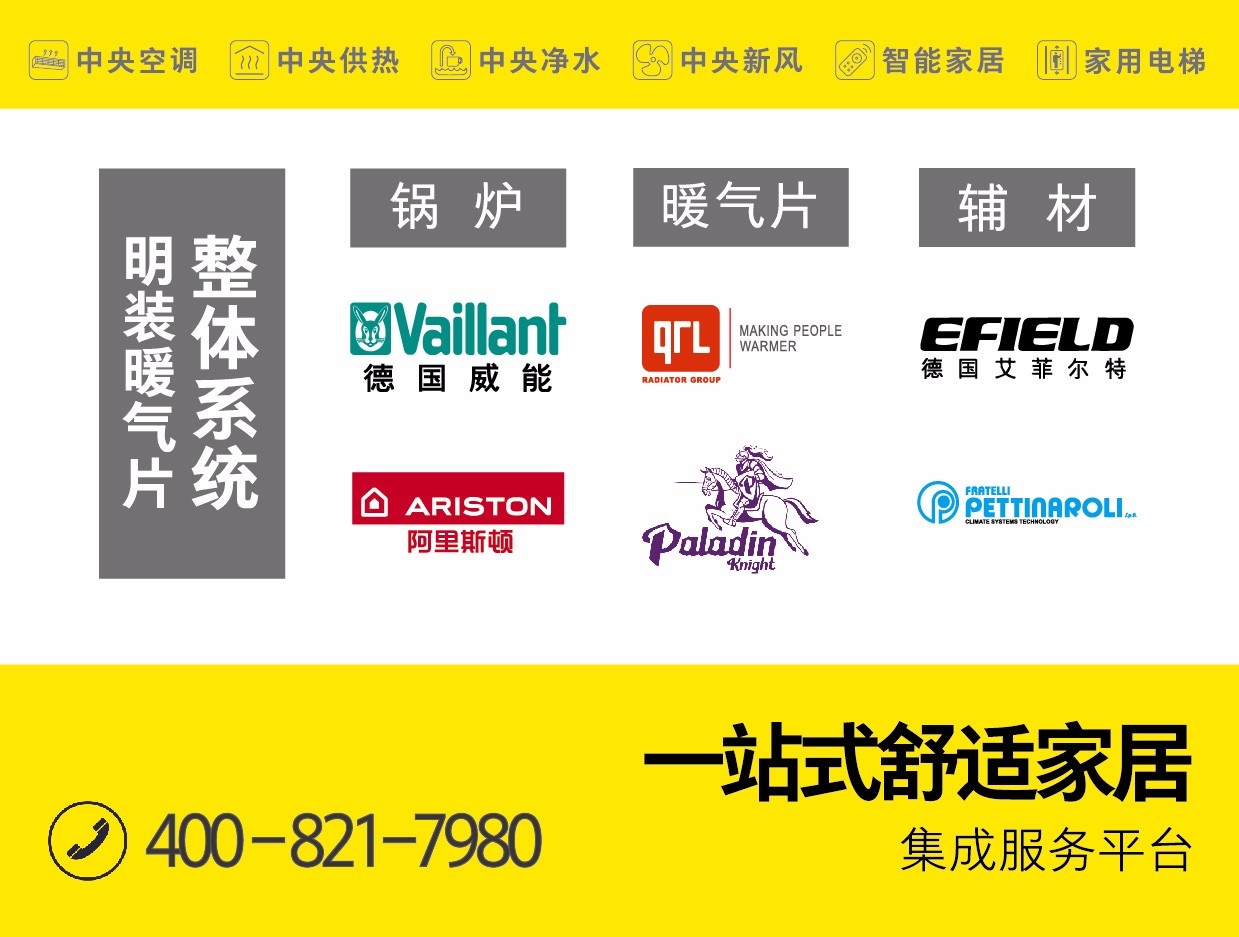 中央空调
中央供热
中央净水
中央新风
智能家居
家用电梯
整体系统
明装暖气片
锅 炉
暖气片
辅 材
Vaillant
德国威能
qrL
RADIATOR GROUP
MAKING PEOPLE
WARMER
EFIELD
德国艾菲尔特
ARISTON
阿里斯顿
Paladin
Knight
FRATELLI
PETTINAROLI S.p.A.
CLIMATE SYSTEMS TECHNOLOGY
一站式舒适家居
集成服务平台
400-821-7980